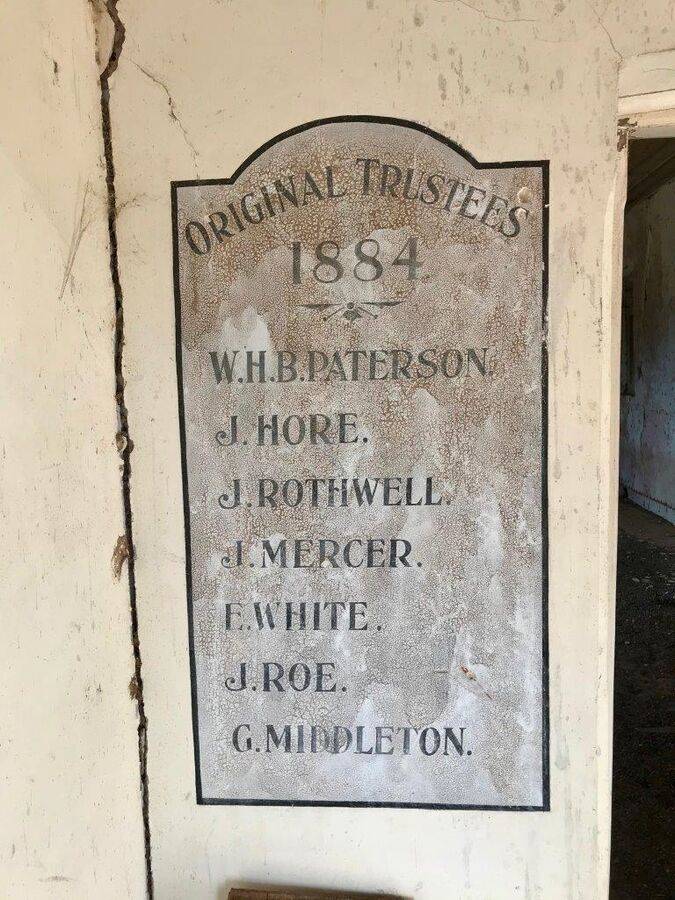 ORIGINAL TRUSTEES
1884
W.H.B.PATERSON.
J. HORE.
J. ROTHWELL.
J. MERCER.
E. WHITE.
J. ROE.
G. MIDDLETON.